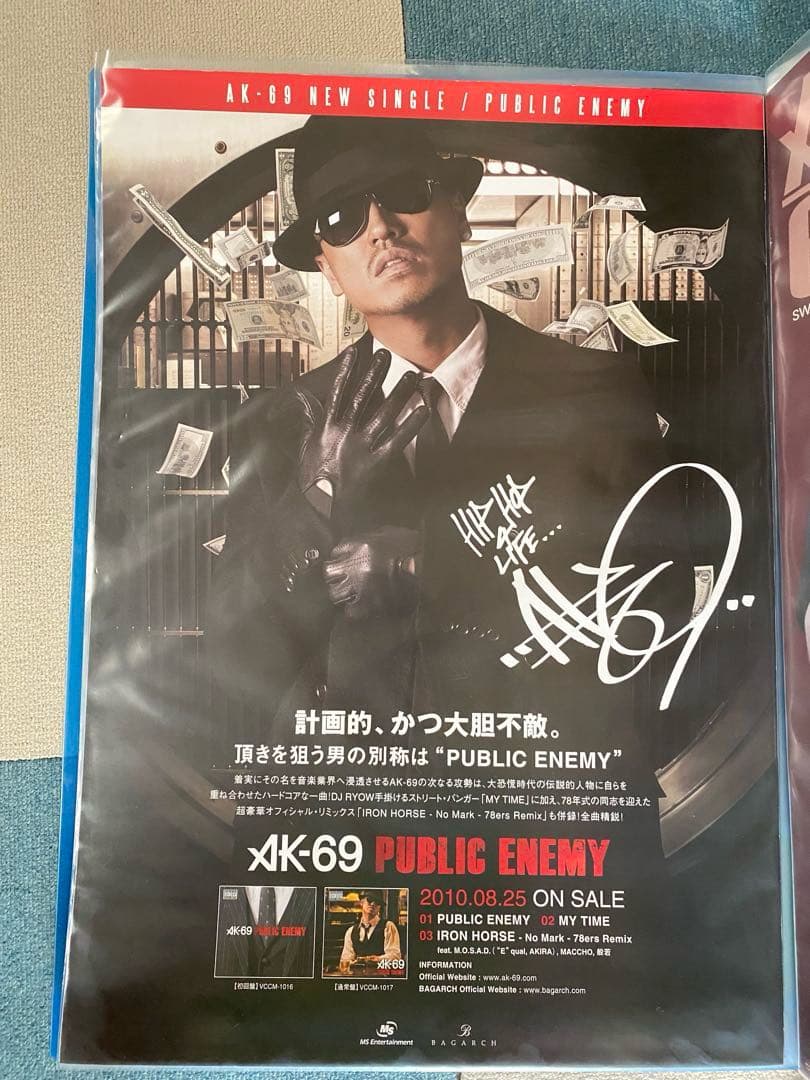 AK-69 NEW SINGLE / PUBLIC ENEMY
SW
HIP HOP
LIFE...
計画的、かつ大胆不敵。
頂きを狙う男の別称は “PUBLIC ENEMY”
着実にその名を音楽業界へ浸透させるAK-69の次なる攻勢は、大恐慌時代の伝説的人物に自らを
重ね合わせたハードコアな一曲!DJ RYOW手掛けるストリート・バンガー「MY TIME」に加え、78年式の同志を迎えた
超豪華オフィシャル・リミックス「IRON HORSE - No Mark - 78ers Remix」も併録!全曲精鋭!
AK-69 PUBLIC ENEMY
AK-69 PUBLIC ENEMY
AK-69
【初回盤】VCCM-1016
【通常盤】VCCM-1017
2010.08.25 ON SALE
01 PUBLIC ENEMY 02 MY TIME
03 IRON HORSE - No Mark - 78ers Remix
feat. M.O.S.A.D. (“E”qual, AKIRA), MACCHO, 般若
INFORMATION
Official Website : www.ak-69.com
BAGARCH Official Website : www.bagarch.com
MS
MS Entertainment
B
BAGARCH